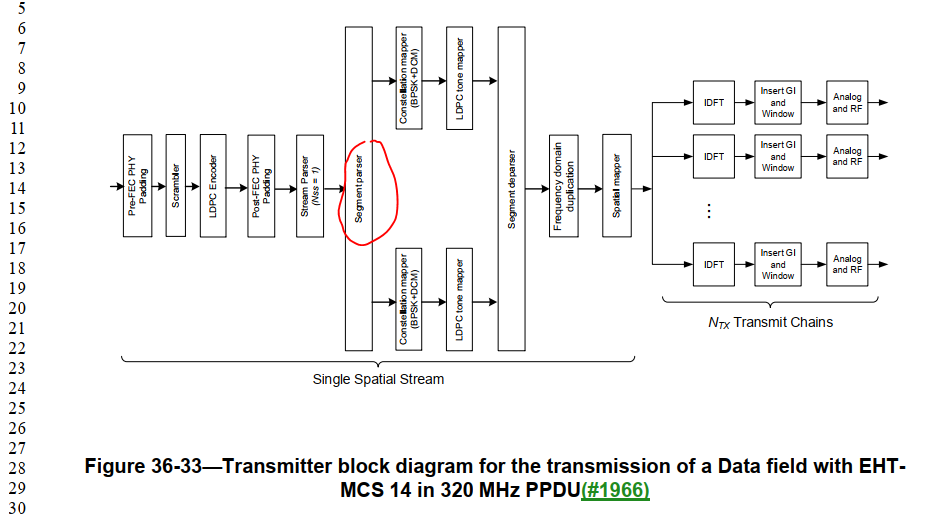 5
6
7
8
9
10
11
12
13
14
15
16
17
18
19
20
21
22
23
24
25
26
27
28
29
30
Pre-FEC PHY
Padding
Scrambler
LDPC Encoder
Post-FEC PHY
Padding
Stream Parser
(Nss = 1)
Segment parser
Constellation mapper
(BPSK+DCM)
LDPC tone mapper
Constellation mapper
(BPSK+DCM)
LDPC tone mapper
Segment deparser
Frequency domain
duplication
Spatial mapper
IDFT
Insert GI
and
Window
Analog
and RF
IDFT
Insert GI
and
Window
Analog
and RF
⋮
IDFT
Insert GI
and
Window
Analog
and RF
Single Spatial Stream
NTX Transmit Chains
Figure 36-33—Transmitter block diagram for the transmission of a Data field with EHT-
MCS 14 in 320 MHz PPDU(#1966)